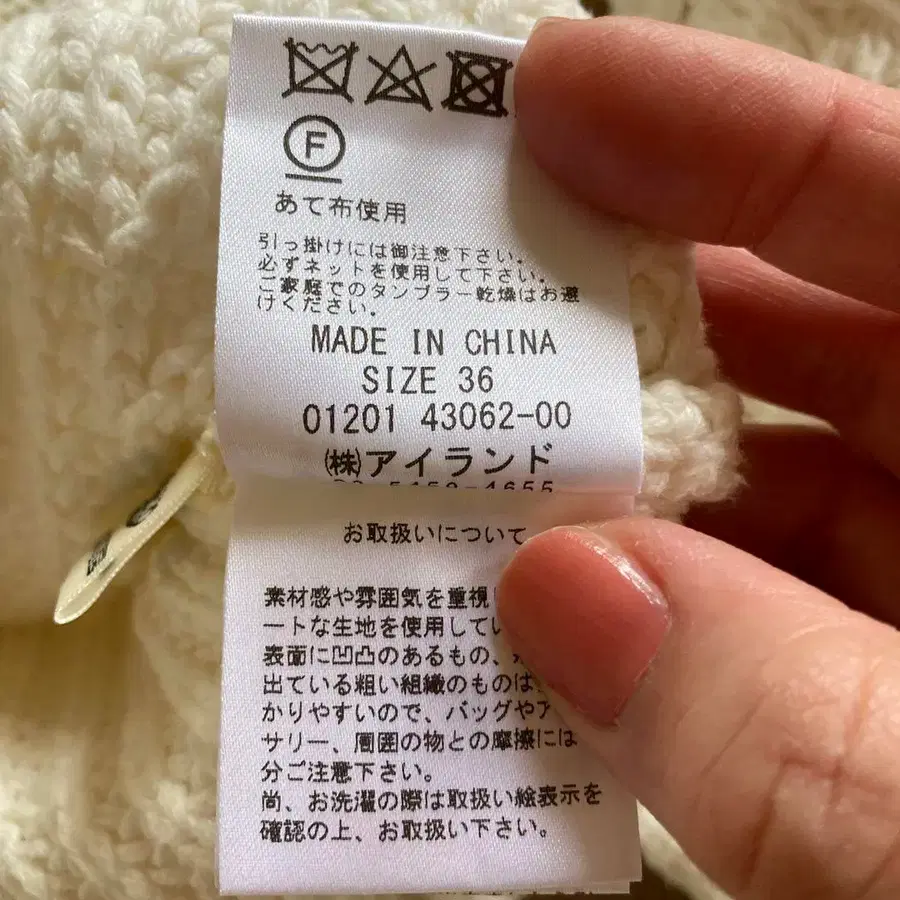 F
あて布使用
引っ掛けには御注意下さい。
必ずネットを使用して下さい。
ご家庭でのタンブラー乾燥はお避
けください。
MADE IN CHINA
SIZE 36
01201 43062-00
㈱アイランド
お取扱いについて
素材感や雰囲気を重視し
ートな生地を使用してい
表面に凹凸のあるもの、
出ている粗い組織のものは
かりやすいので、バッグやア
サリー、周囲の物との摩擦には
分ご注意下さい。
尚、お洗濯の際は取扱い絵表示を
確認の上、お取扱い下さい。